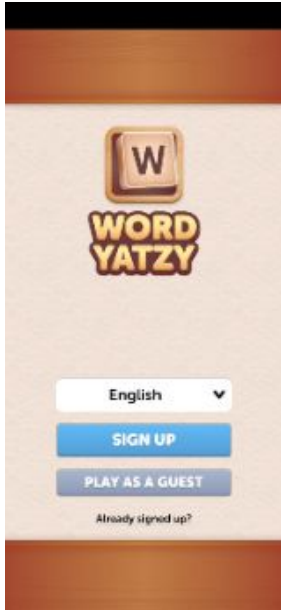 W
WORD
YATZY
English
SIGN UP
PLAY AS A GUEST
Already signed up?